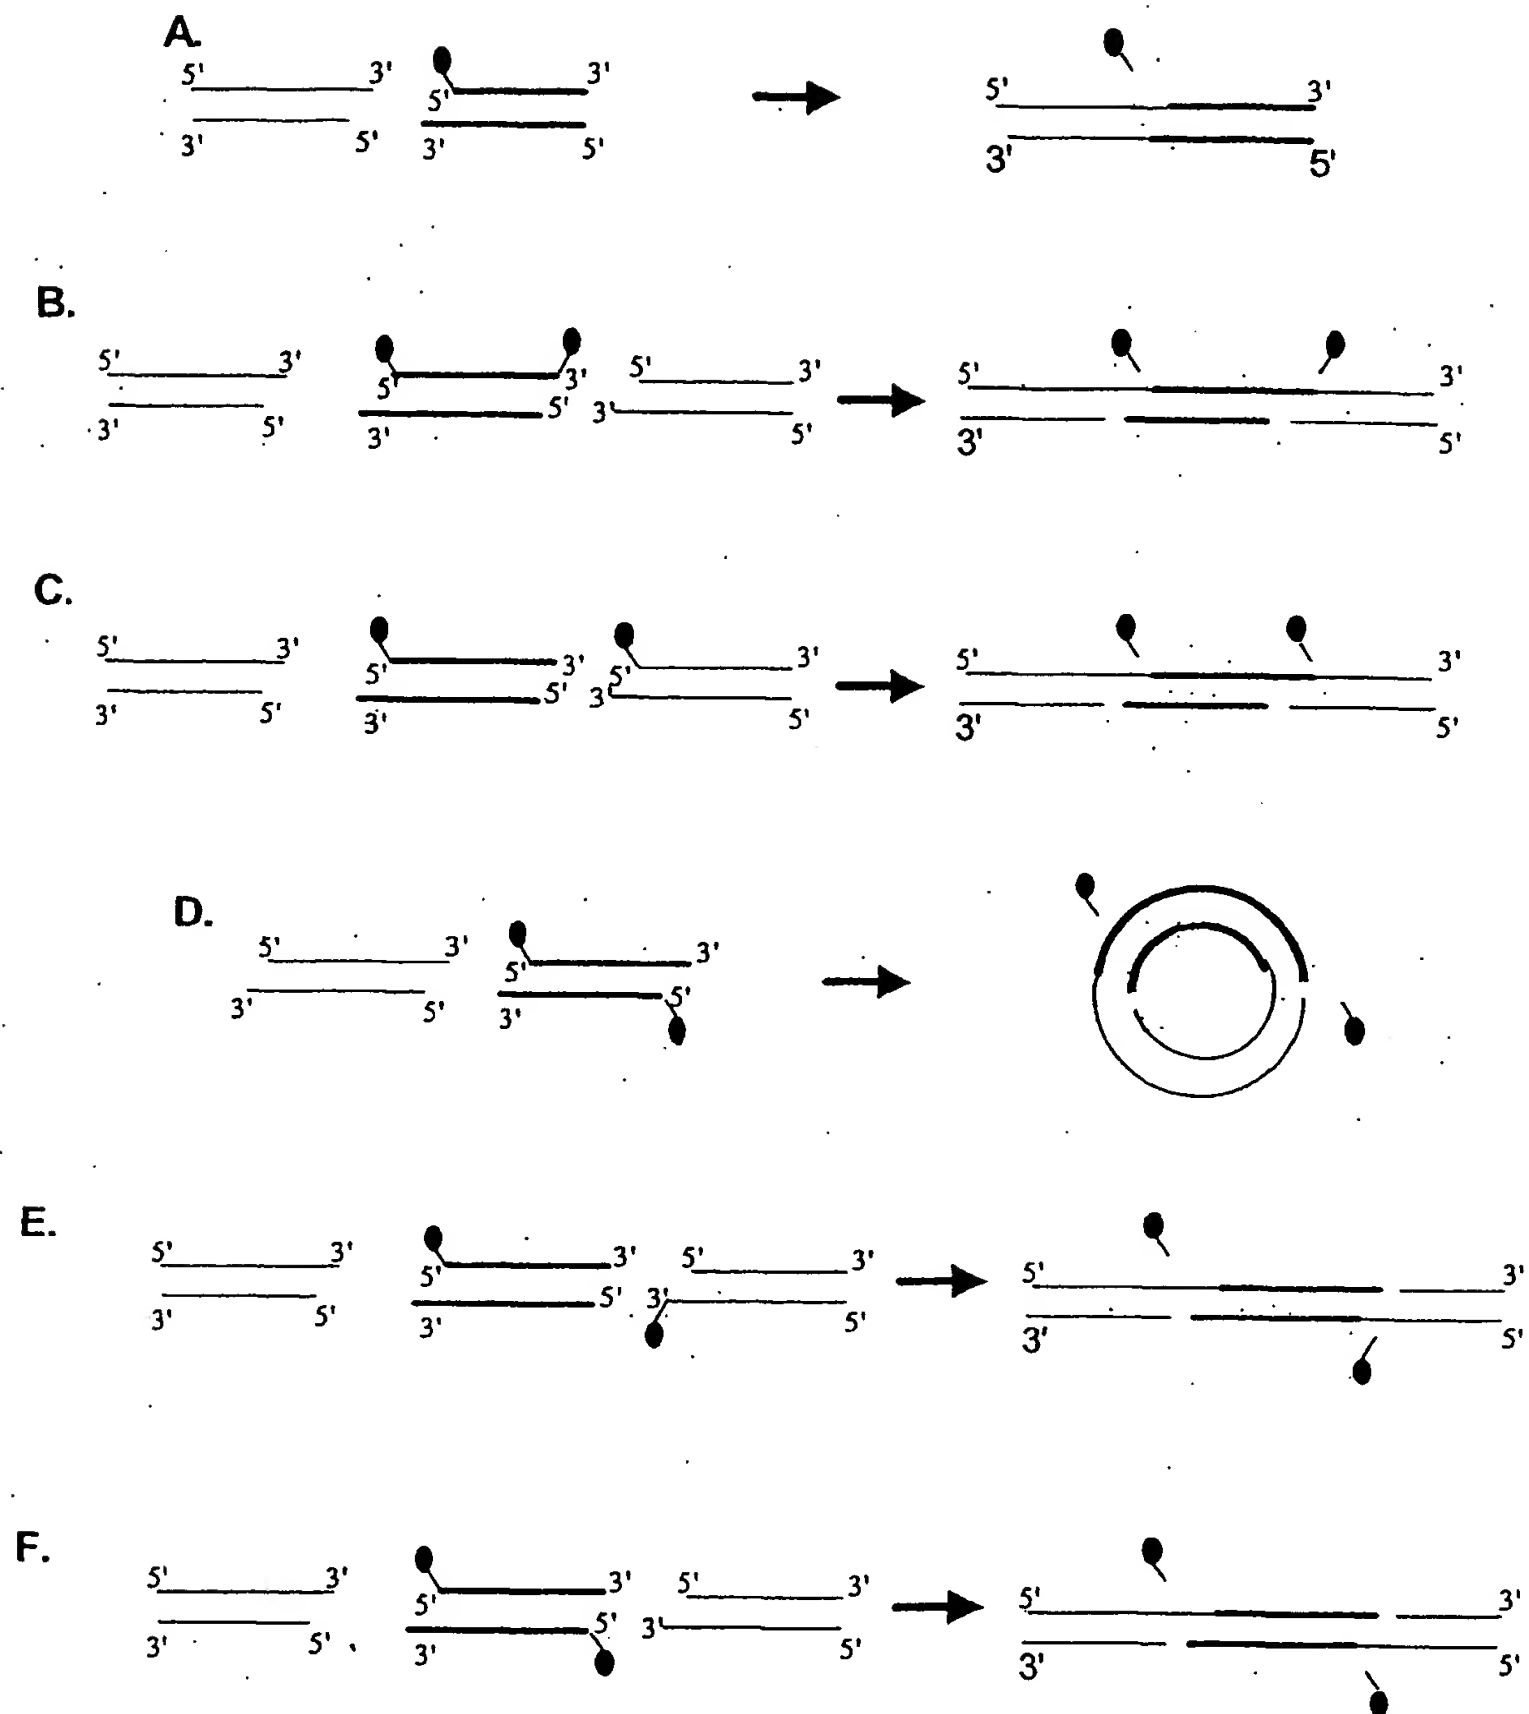 A.
5' 3' 5' 3' 5' 3'
3' 5' 3' 5' 3' 5'
B.
5' 3' 5' 3' 5' 3' 5' 3'
3' 5' 3' 5' 3' 5' 3' 5'
C.
5' 3' 5' 3' 5' 3' 5' 3'
3' 5' 3' 5' 3' 5' 3' 5'
D.
5' 3' 5' 3'
3' 5' 3' 5'
E.
5' 3' 5' 3' 5' 3' 5' 3'
3' 5' 3' 5' 3' 5' 3' 5'
F.
5' 3' 5' 3' 5' 3' 5' 3'
3' 5' 3' 5' 3' 5' 3' 5'